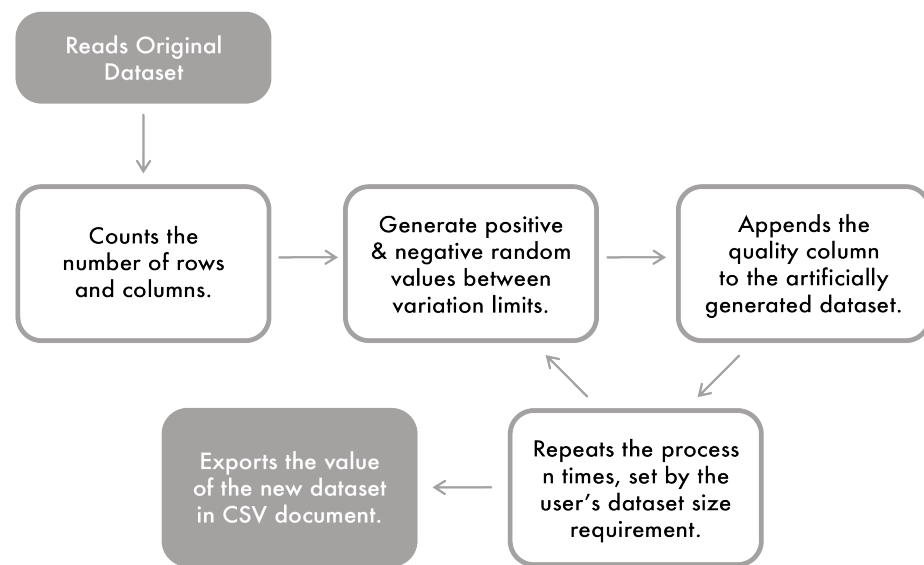 Reads Original
Dataset
Counts the
number of rows
and columns.
Generate positive
& negative random
values between
variation limits.
Appends the
quality column
to the artificially
generated dataset.
Repeats the process
n times, set by the
user’s dataset size
requirement.
Exports the value
of the new dataset
in CSV document.